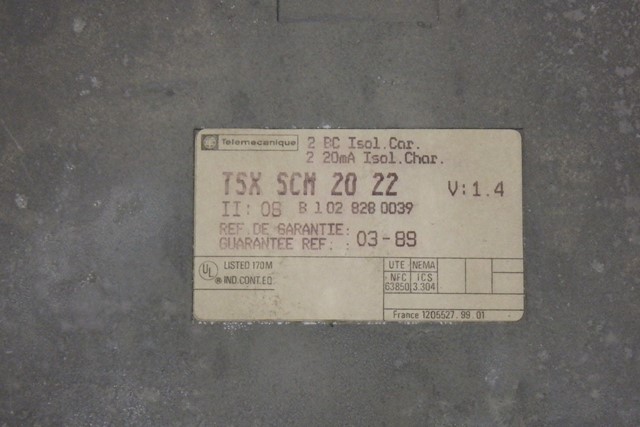 Telemecanique 2 BC Isol.Car.
2 20mA Isol.Char.
TSX SCM 20 22 V:1.4
II: 08 B 1 02 828 0039
REF.DE GARANTIE:
GUARANTEE REF. : 03-89
UL LISTED 170M
® IND.CONT.EQ.
UTE NEMA
NFC ICS
63850 3.304
France 1205527.99.01